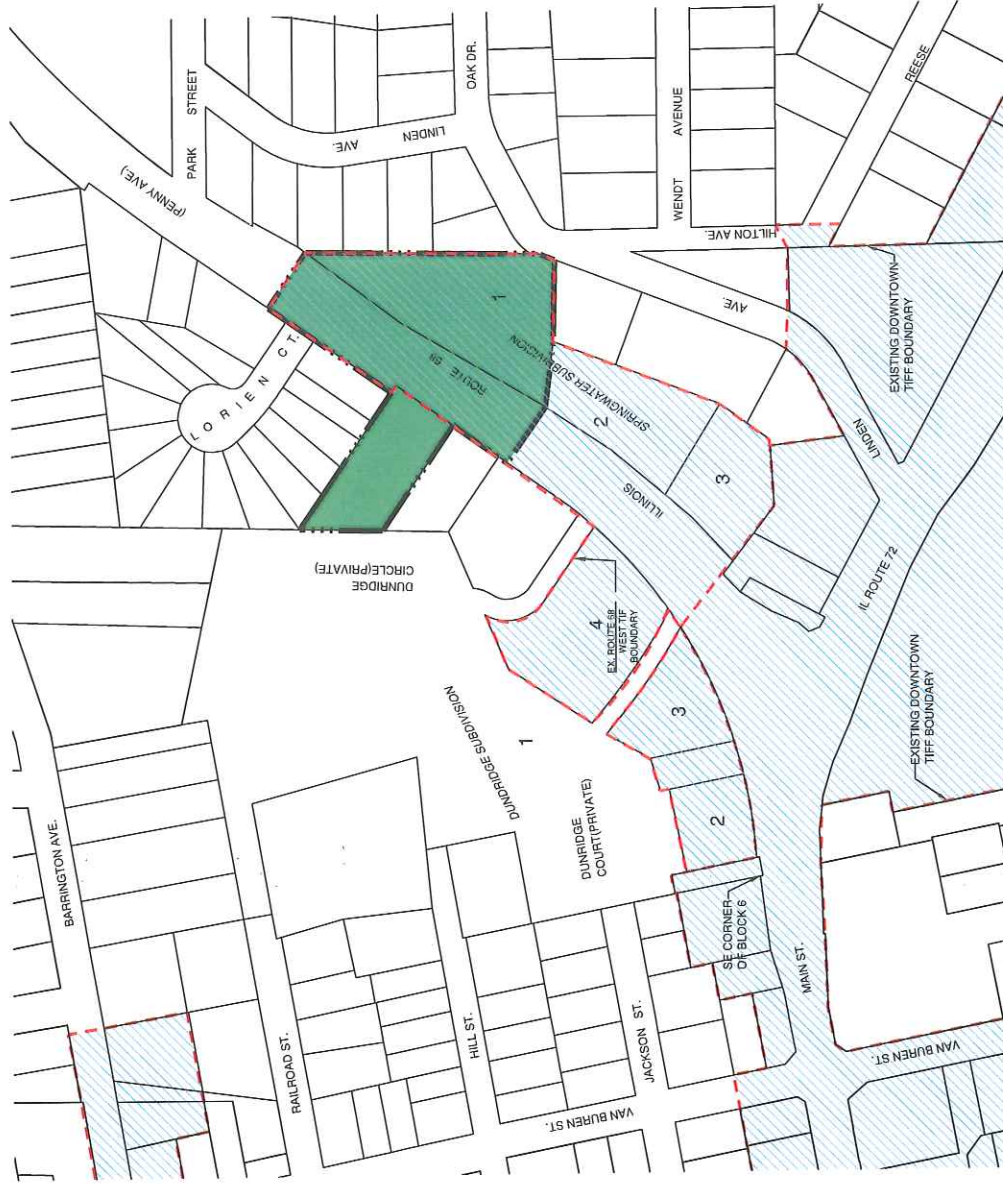 (PENNY AVE.)
PARK STREET
OAK DR.
LINDEN
AVE.
WENDT AVENUE
REESE
HILTON AVE.
LORIEN CT.
ROUTE 68
1
SPRINGWATER SUBDIVISION
2
3
ILLINOIS
AVE.
LINDEN
EXISTING DOWNTOWN
TIFF BOUNDARY
IL ROUTE 72
DUNRIDGE
CIRCLE(PRIVATE)
4
EX. ROUTE 68
WEST TIF
BOUNDARY
DUNDRIDGE SUBDIVISION
1
3
2
DUNRIDGE
COURT(PRIVATE)
EXISTING DOWNTOWN
TIFF BOUNDARY
BARRINGTON AVE.
RAILROAD ST.
HILL ST.
JACKSON ST.
SE CORNER
OF BLOCK 6
MAIN ST.
VAN BUREN ST.
VAN BUREN ST.